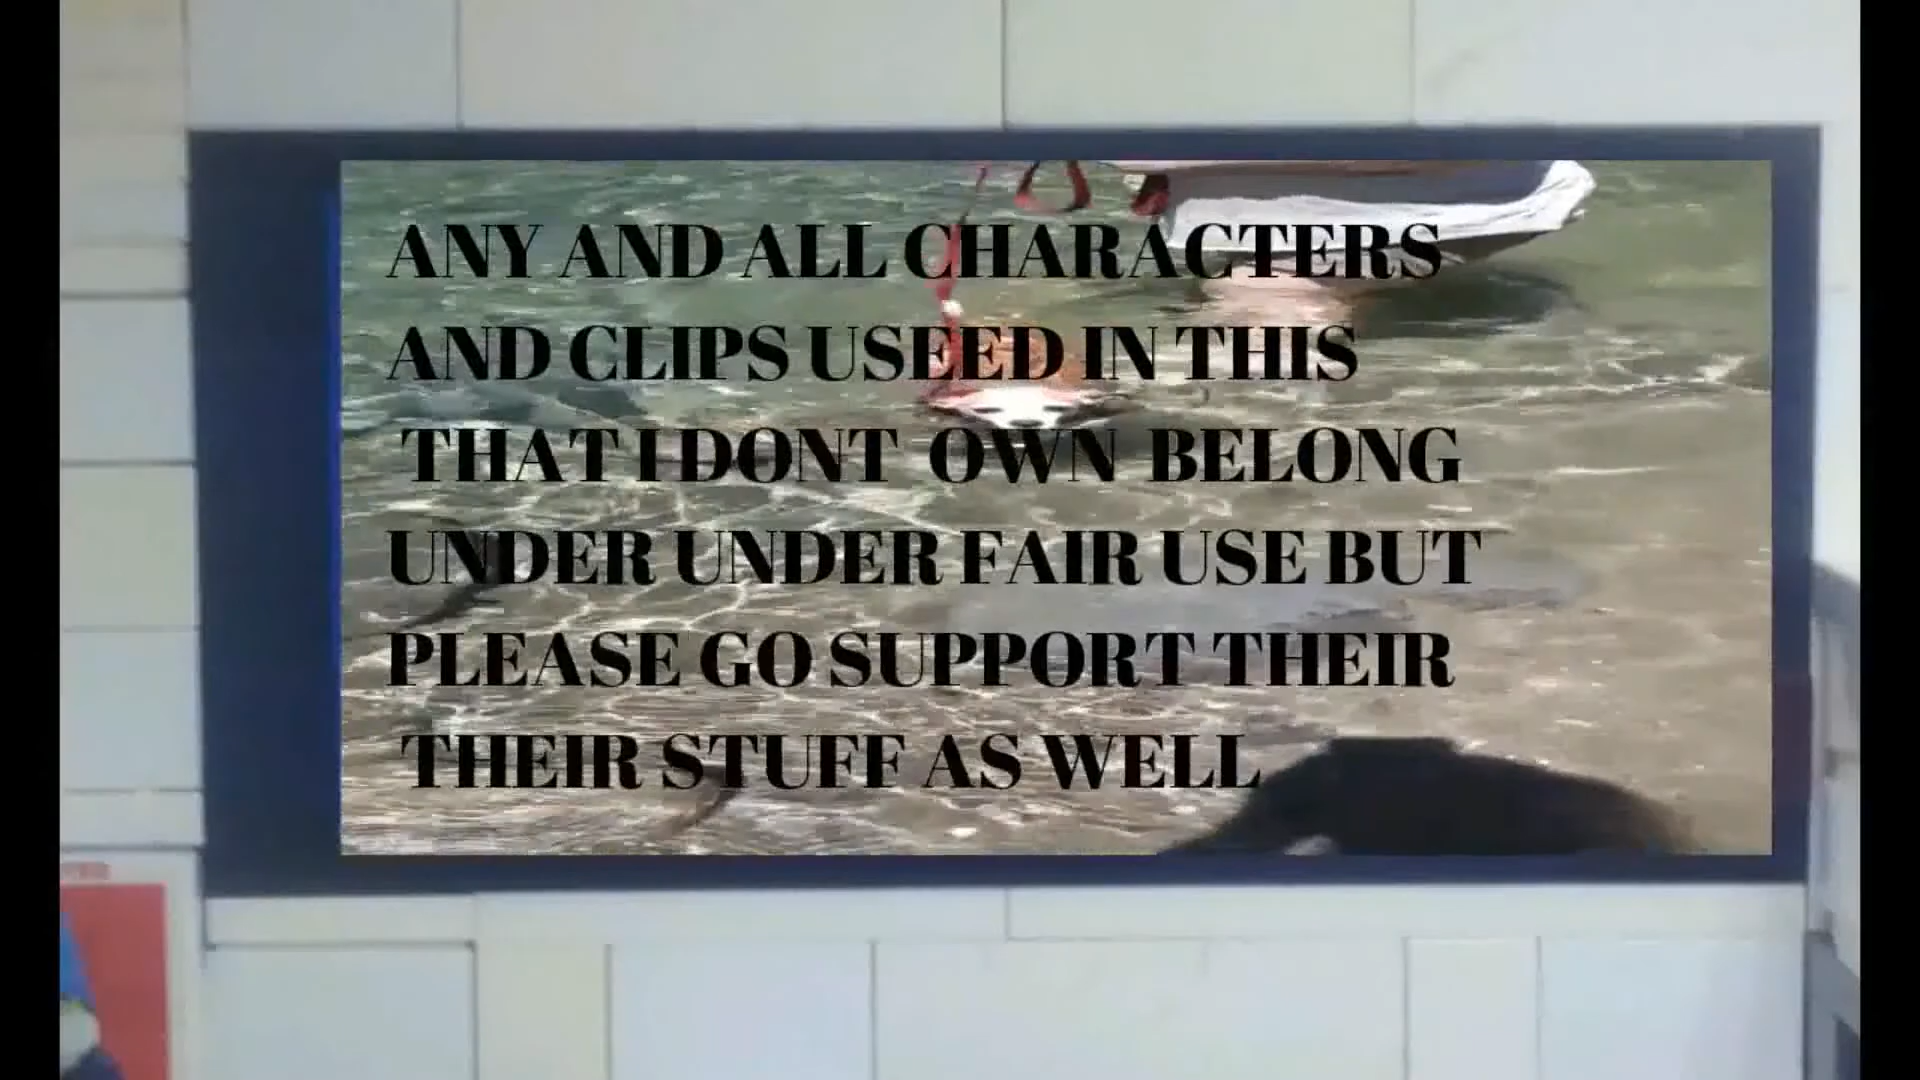 ANY AND ALL CHARACTERS
AND CLIPS USEED IN THIS
THAT I DONT OWN BELONG
UNDER UNDER FAIR USE BUT
PLEASE GO SUPPORT THEIR
THEIR STUFF AS WELL